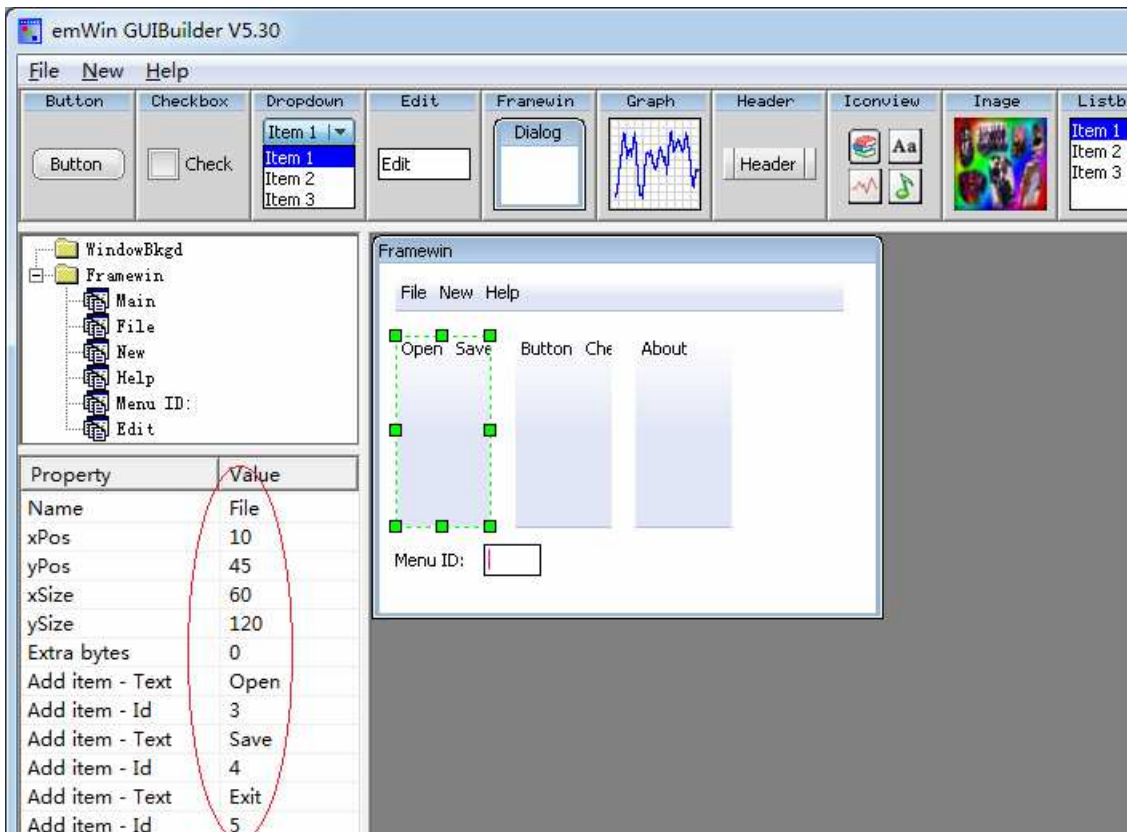 emWin GUIBuilder V5.30
File New Help
Button Checkbox Dropdown Edit Framewin Graph Header Iconview Image Listb
Item 1
Dialog
Item 1
Button Check Item 1 Edit Header Aa Item 2
Item 2 Item 3
Item 3
WindowBkgd
Framewin
Main
File
New
Help
Menu ID:
Edit
Property Value
Name File
xPos 10
yPos 45
xSize 60
ySize 120
Extra bytes 0
Add item - Text Open
Add item - Id 3
Add item - Text Save
Add item - Id 4
Add item - Text Exit
Add item - Id 5
Framewin
File New Help
Open Save Button Che About
Menu ID: